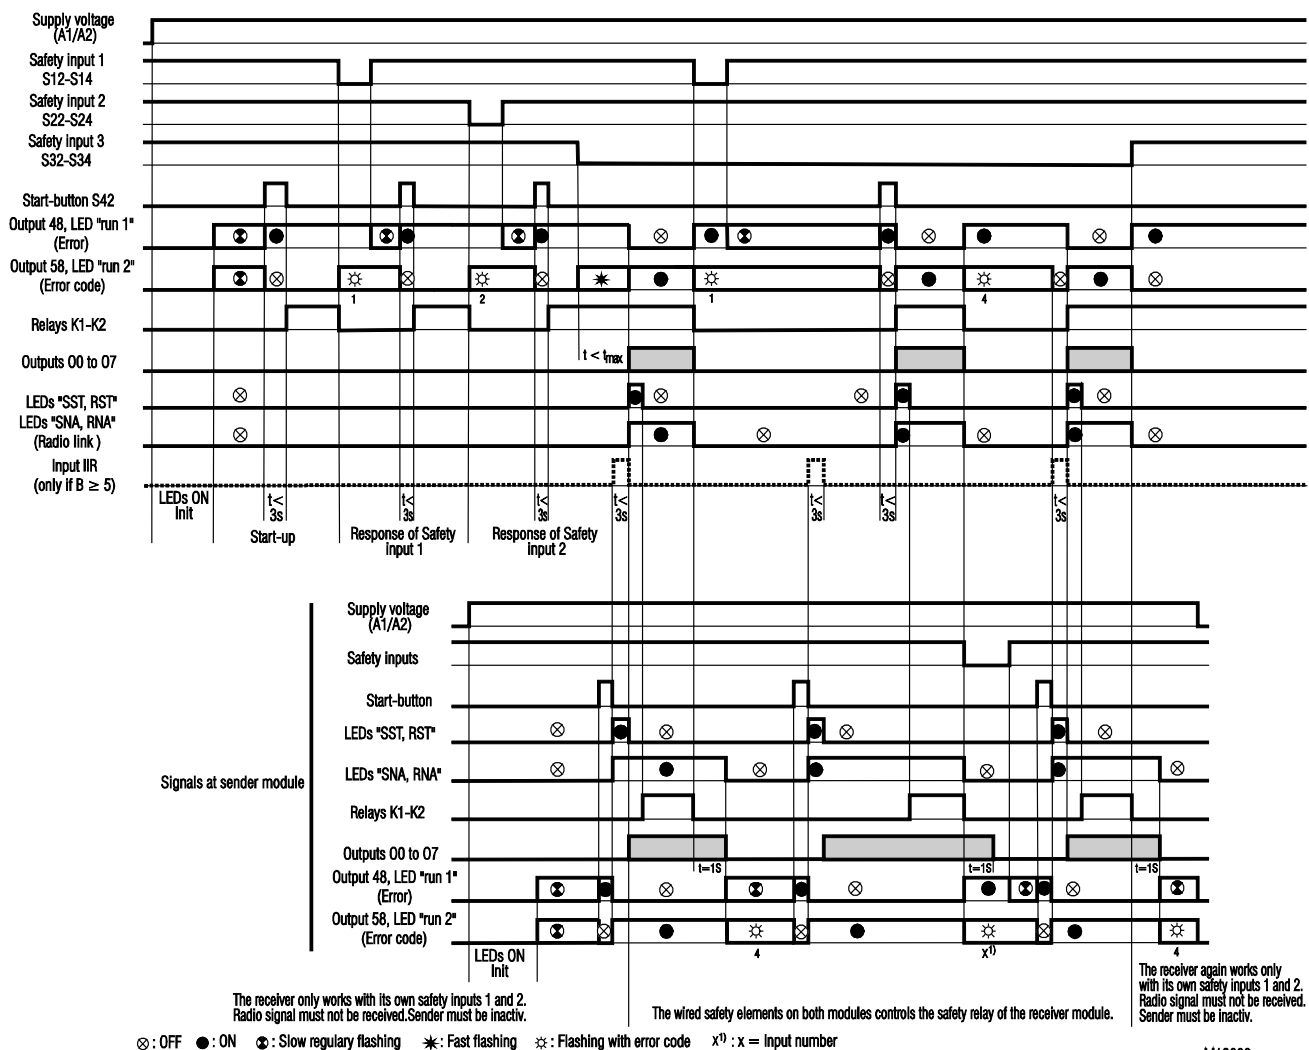 Supply voltage
(A1/A2)
Safety input 1
S12-S14
Safety input 2
S22-S24
Safety input 3
S32-S34
Start-button S42
Output 48, LED "run 1"
(Error)
Output 58, LED "run 2"
(Error code)
1
2
1
4
Relays K1-K2
t < tmax
Outputs O0 to O7
LEDs "SST, RST"
LEDs "SNA, RNA"
(Radio link )
Input IIR
(only if B ≥ 5)
LEDs ON
Init
t<
3s
t<
3s
t<
3s
t<
3s
t<
3s
t<
3s
t<
3s
Start-up
Response of Safety
input 1
Response of Safety
input 2
Signals at sender module
Supply voltage
(A1/A2)
Safety inputs
Start-button
LEDs "SST, RST"
LEDs "SNA, RNA"
Relays K1-K2
Outputs O0 to O7
t=1S
t=1S
t=1S
Output 48, LED "run 1"
(Error)
Output 58, LED "run 2"
(Error code)
4
X1)
4
LEDs ON
Init
The receiver only works with its own safety inputs 1 and 2.
Radio signal must not be received.Sender must be inactiv.
The wired safety elements on both modules controls the safety relay of the receiver module.
The receiver again works only
with its own safety inputs 1 and 2.
Radio signal must not be received.
Sender must be inactiv.
: OFF : ON : Slow regulary flashing : Fast flashing : Flashing with error code X1) : x = Input number